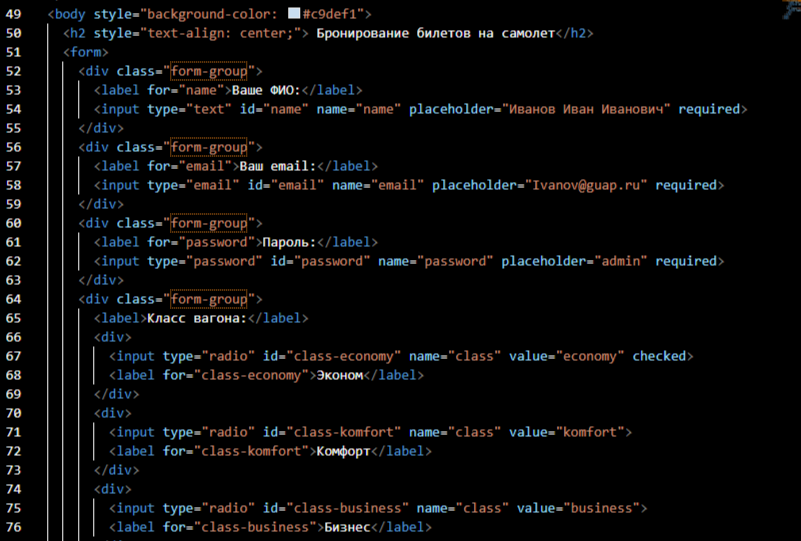 49 <body style="background-color: #c9def1">
50 <h2 style="text-align: center;"> Бронирование билетов на самолет</h2>
51 <form>
52 <div class="form-group">
53 <label for="name">Ваше ФИО:</label>
54 <input type="text" id="name" name="name" placeholder="Иванов Иван Иванович" required>
55 </div>
56 <div class="form-group">
57 <label for="email">Ваш email:</label>
58 <input type="email" id="email" name="email" placeholder="Ivanov@guap.ru" required>
59 </div>
60 <div class="form-group">
61 <label for="password">Пароль:</label>
62 <input type="password" id="password" name="password" placeholder="admin" required>
63 </div>
64 <div class="form-group">
65 <label>Класс вагона:</label>
66 <div>
67 <input type="radio" id="class-economy" name="class" value="economy" checked>
68 <label for="class-economy">Эконом</label>
69 </div>
70 <div>
71 <input type="radio" id="class-komfort" name="class" value="komfort">
72 <label for="class-komfort">Комфорт</label>
73 </div>
74 <div>
75 <input type="radio" id="class-business" name="class" value="business">
76 <label for="class-business">Бизнес</label>